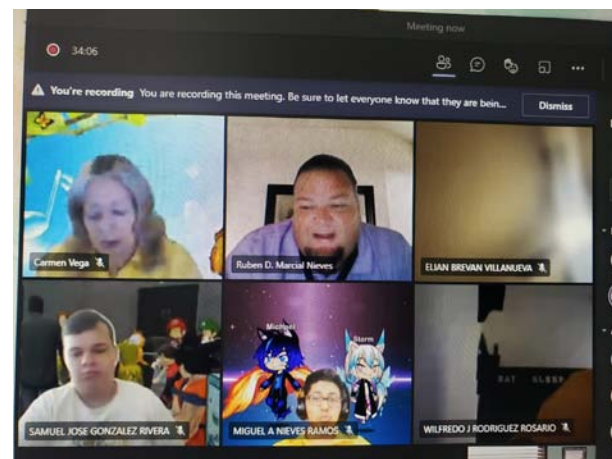 Meeting now
34:06
You're recording You are recording this meeting. Be sure to let everyone know that they are bein...
Dismiss
Carmen Vega
Ruben D. Marcial Nieves
ELIAN BREVAN VILLANUEVA
Michael
Storm
EAT SLEEP
SAMUEL JOSE GONZALEZ RIVERA
MIGUEL A NIEVES RAMOS
WILFREDO J RODRIGUEZ ROSARIO